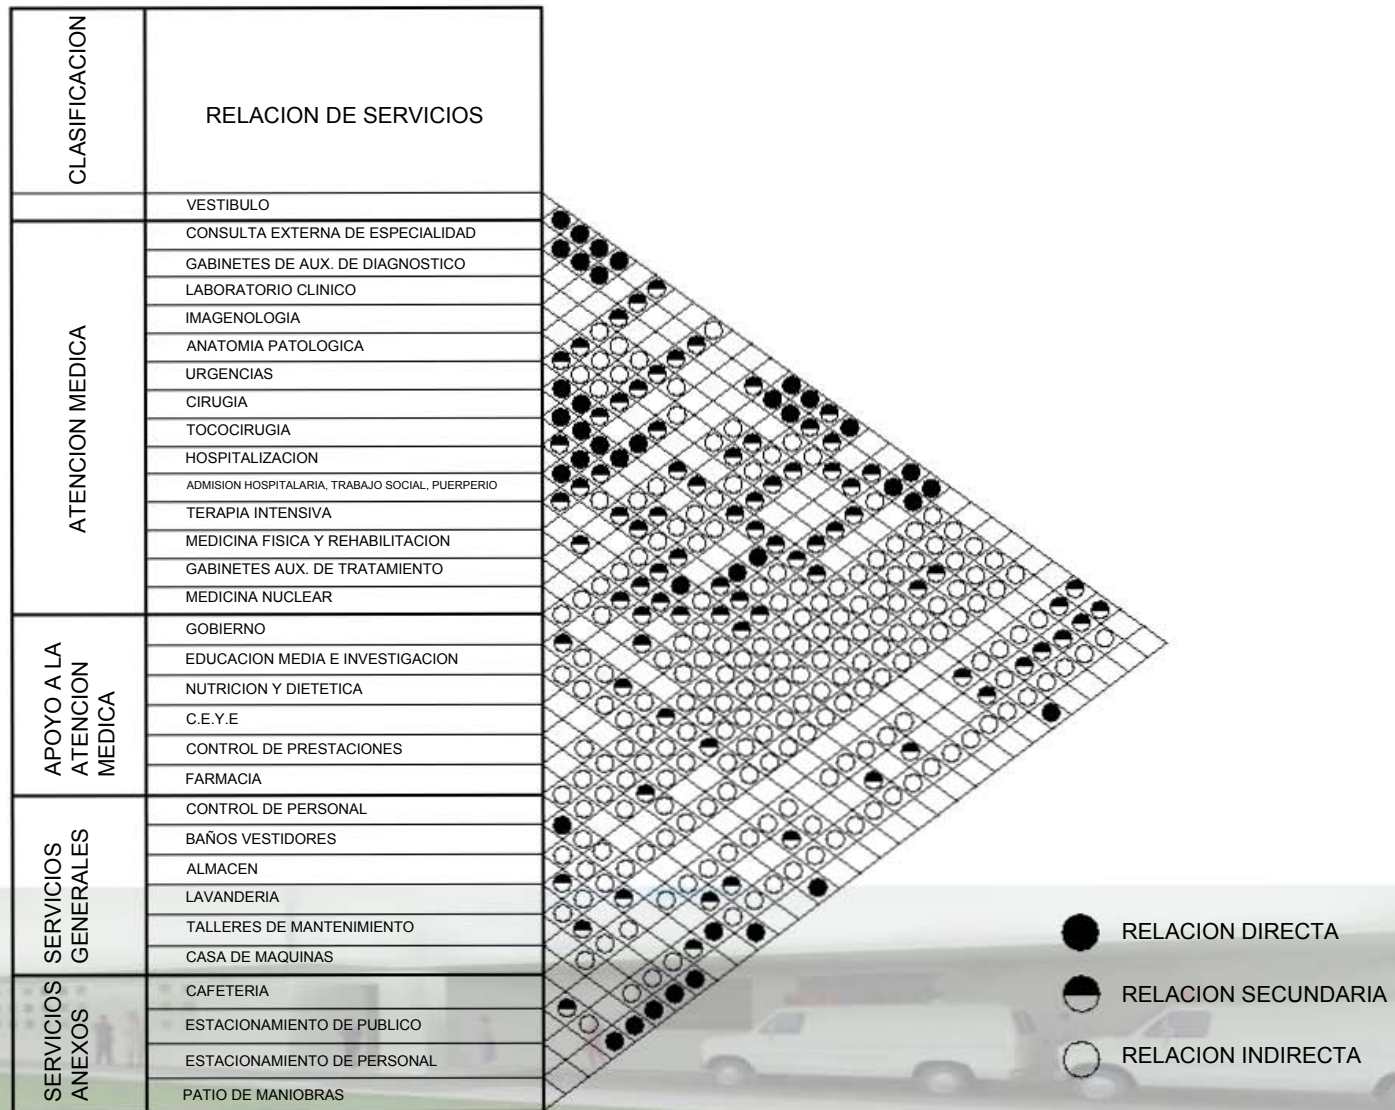 CLASIFICACION
RELACION DE SERVICIOS
VESTIBULO
ATENCION MEDICA
CONSULTA EXTERNA DE ESPECIALIDAD
GABINETES DE AUX. DE DIAGNOSTICO
LABORATORIO CLINICO
IMAGENOLOGIA
ANATOMIA PATOLOGICA
URGENCIAS
CIRUGIA
TOCOCIRUGIA
HOSPITALIZACION
ADMISION HOSPITALARIA, TRABAJO SOCIAL, PUERPERIO
TERAPIA INTENSIVA
MEDICINA FISICA Y REHABILITACION
GABINETES AUX. DE TRATAMIENTO
MEDICINA NUCLEAR
APOYO A LA
ATENCION
MEDICA
GOBIERNO
EDUCACION MEDIA E INVESTIGACION
NUTRICION Y DIETETICA
C.E.Y.E
CONTROL DE PRESTACIONES
FARMACIA
SERVICIOS
GENERALES
CONTROL DE PERSONAL
BAÑOS VESTIDORES
ALMACEN
LAVANDERIA
TALLERES DE MANTENIMIENTO
CASA DE MAQUINAS
SERVICIOS
ANEXOS
CAFETERIA
ESTACIONAMIENTO DE PUBLICO
ESTACIONAMIENTO DE PERSONAL
PATIO DE MANIOBRAS
RELACION DIRECTA
RELACION SECUNDARIA
RELACION INDIRECTA